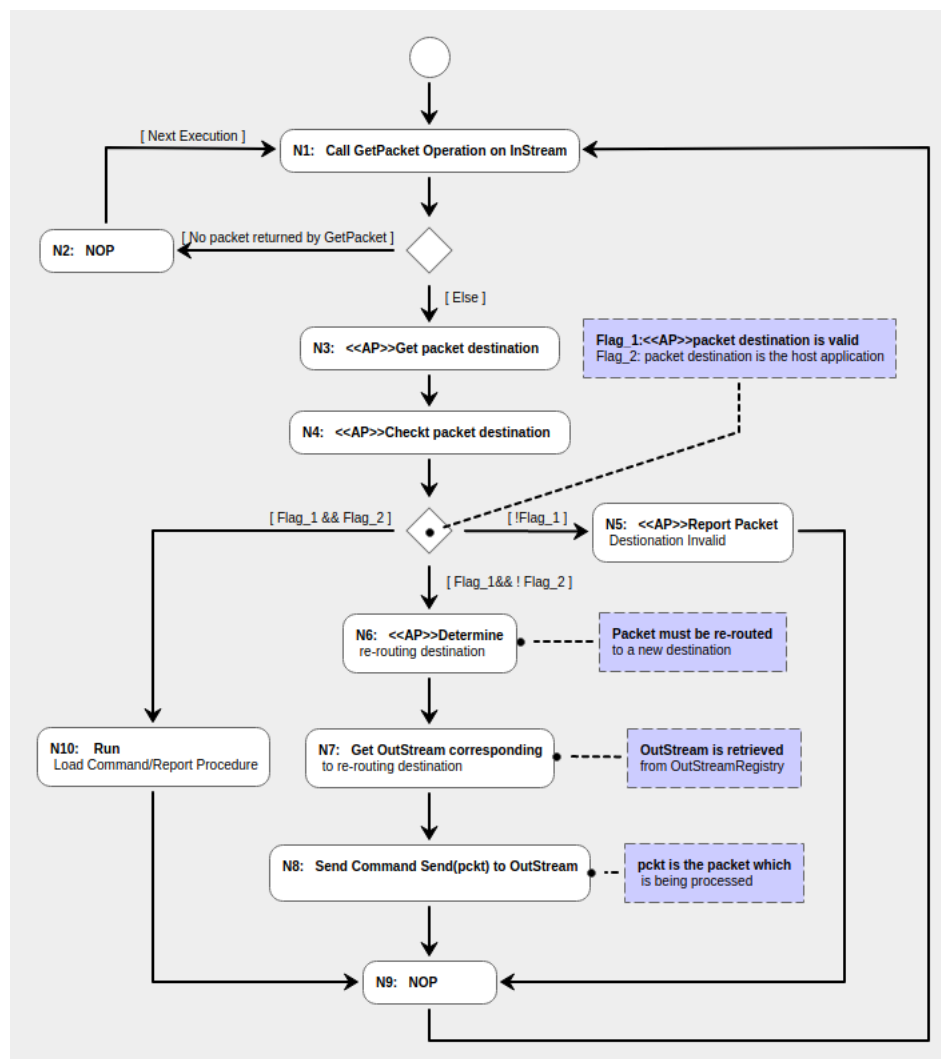 [ Next Execution ]
N1:   Call GetPacket Operation on InStream
[ No packet returned by GetPacket ]
N2:   NOP
[ Else ]
N3:   <<AP>>Get packet destination
Flag_1:<<AP>>packet destination is valid
Flag_2: packet destination is the host application
N4:   <<AP>>Checkt packet destination
[ Flag_1 && Flag_2 ]
[ !Flag_1 ]
N5:   <<AP>>Report Packet
Destionation Invalid
[ Flag_1&& ! Flag_2 ]
N6:   <<AP>>Determine
re-routing destination
Packet must be re-routed
to a new destination
N10:    Run
Load Command/Report Procedure
N7:   Get OutStream corresponding
to re-routing destination
OutStream is retrieved
from OutStreamRegistry
N8:   Send Command Send(pckt) to OutStream
pckt is the packet which
is being processed
N9:   NOP